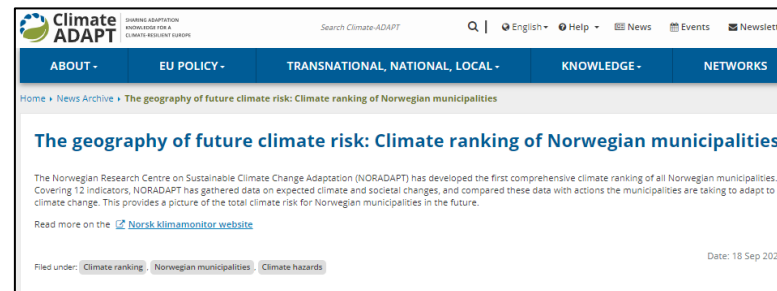 Climate ADAPT
SHARING ADAPTATION
KNOWLEDGE FOR A
CLIMATE-RESILIENT EUROPE
Search Climate-ADAPT
English
Help
News
Events
Newslett
ABOUT
EU POLICY
TRANSNATIONAL, NATIONAL, LOCAL
KNOWLEDGE
NETWORKS
Home
News Archive
The geography of future climate risk: Climate ranking of Norwegian municipalities
The geography of future climate risk: Climate ranking of Norwegian municipalities
The Norwegian Research Centre on Sustainable Climate Change Adaptation (NORADAPT) has developed the first comprehensive climate ranking of all Norwegian municipalities.
Covering 12 indicators, NORADAPT has gathered data on expected climate and societal changes, and compared these data with actions the municipalities are taking to adapt to
climate change. This provides a picture of the total climate risk for Norwegian municipalities in the future.
Read more on the Norsk klimamonitor website
Date: 18 Sep 202
Filed under: Climate ranking, Norwegian municipalities, Climate hazards